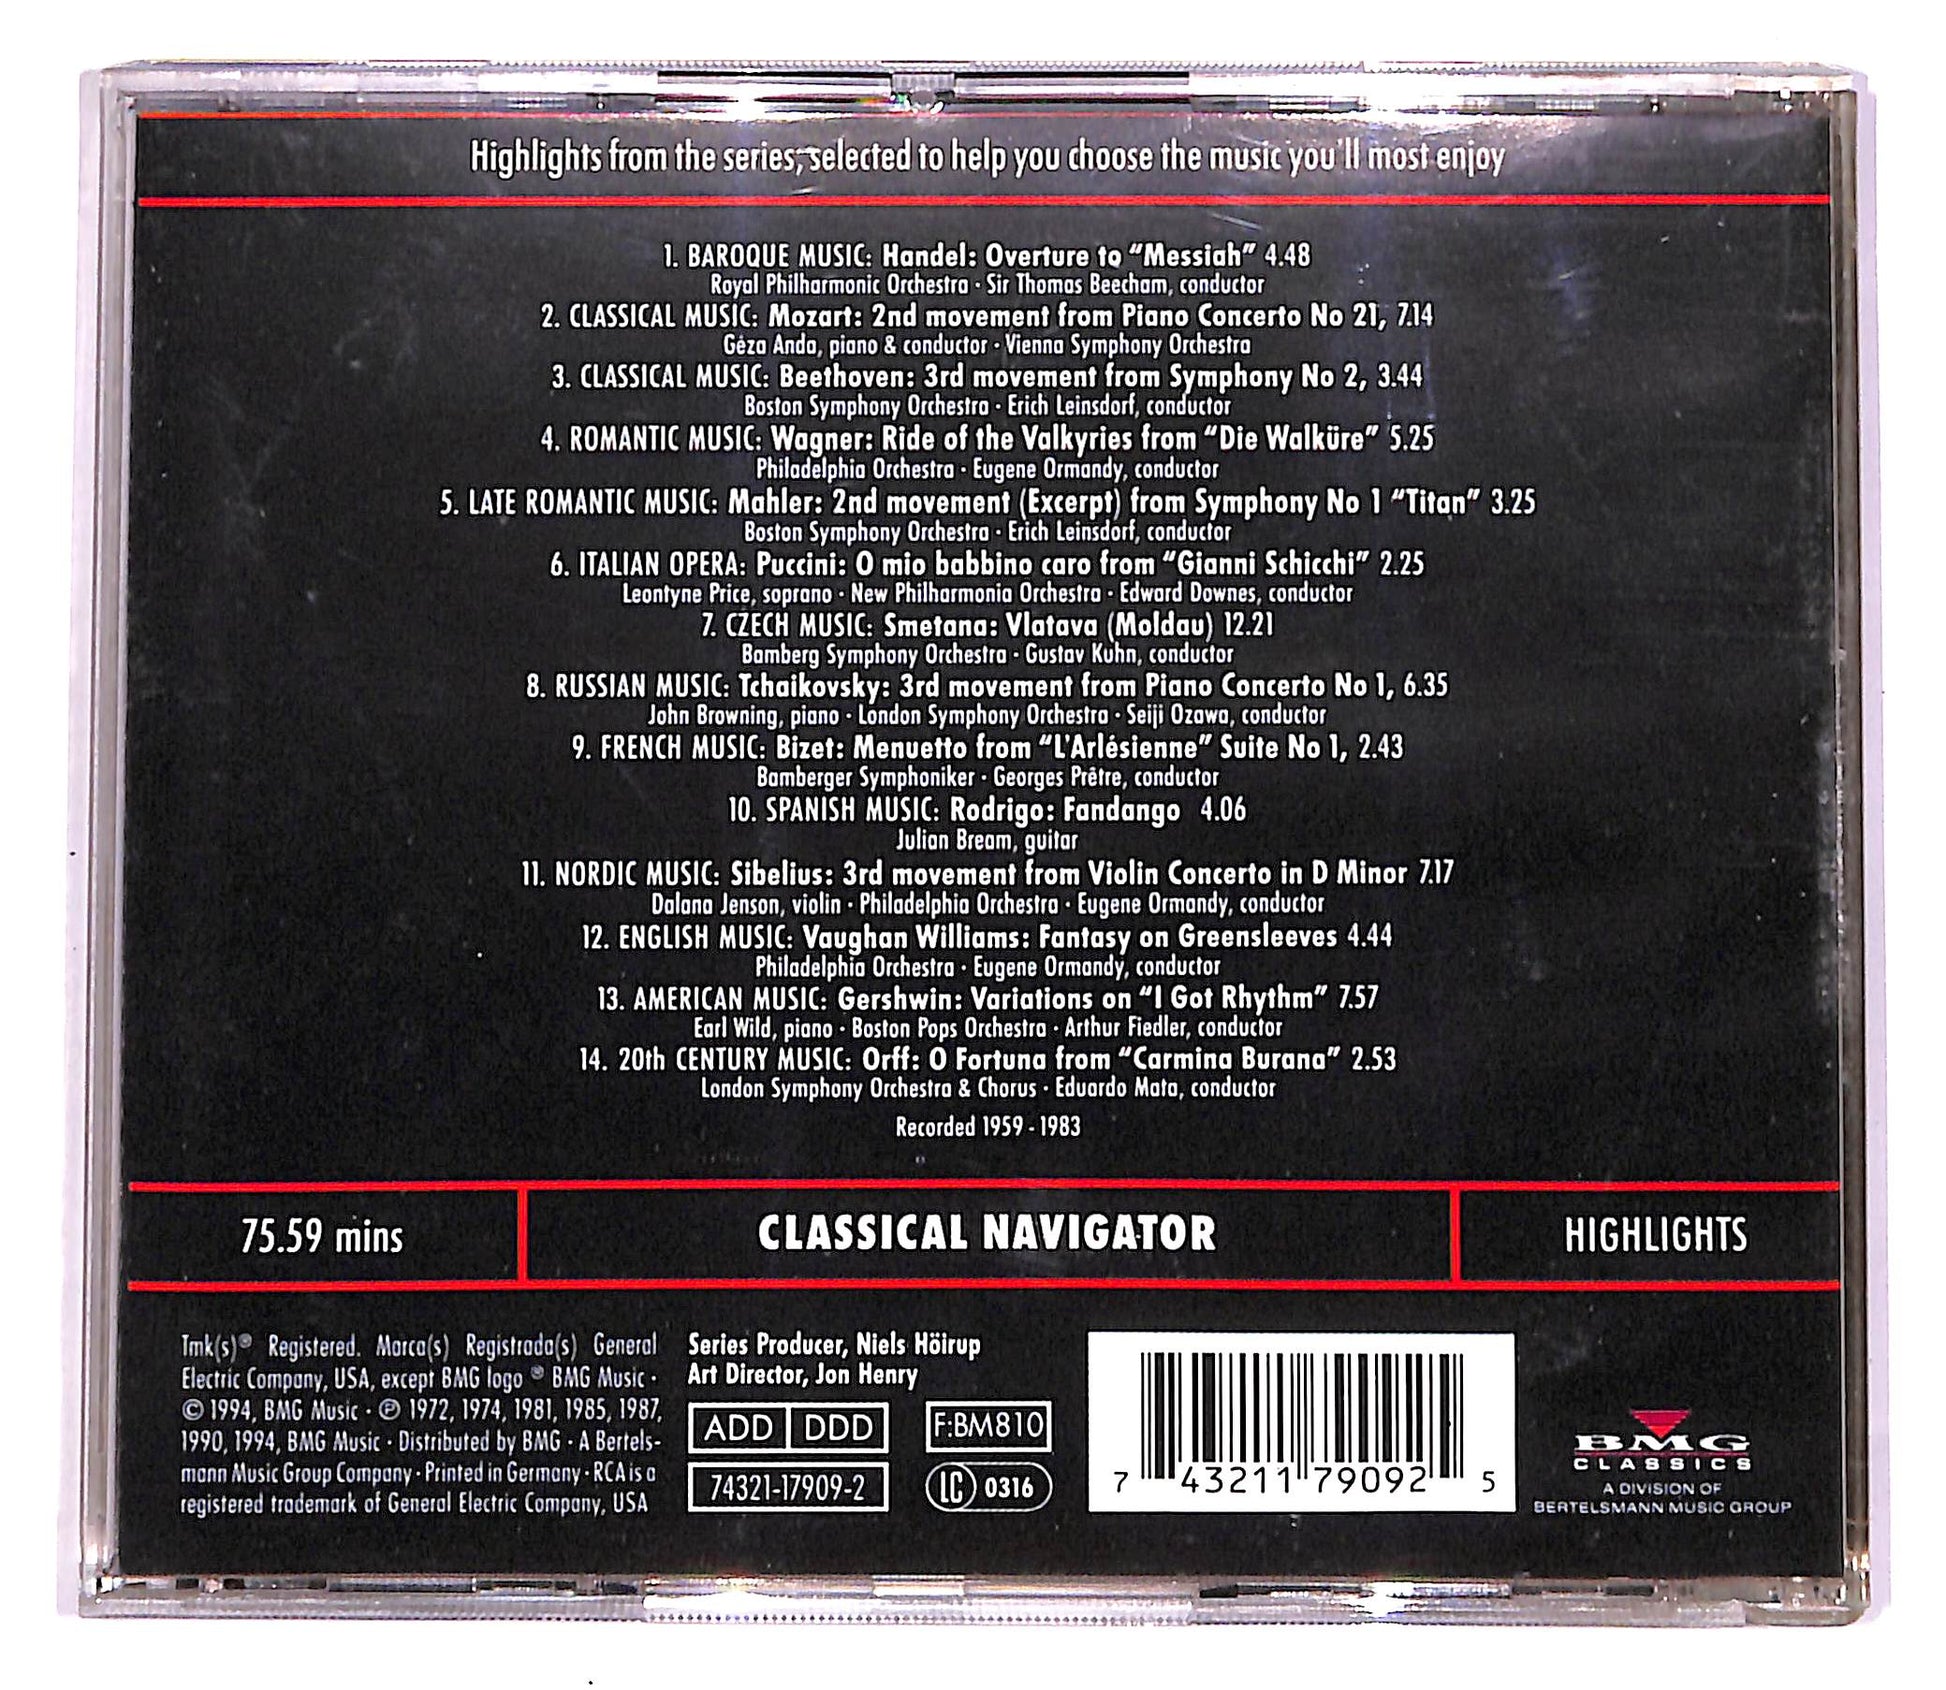 Highlights from the series, selected to help you choose the music you'll most enjoy
1. BAROQUE MUSIC: Handel: Overture to "Messiah" 4.48
Royal Philharmonic Orchestra · Sir Thomas Beecham, conductor
2. CLASSICAL MUSIC: Mozart: 2nd movement from Piano Concerto No 21, 7.14
Géza Anda, piano & conductor · Vienna Symphony Orchestra
3. CLASSICAL MUSIC: Beethoven: 3rd movement from Symphony No 2, 3.44
Boston Symphony Orchestra · Erich Leinsdorf, conductor
4. ROMANTIC MUSIC: Wagner: Ride of the Valkyries from "Die Walküre" 5.25
Philadelphia Orchestra · Eugene Ormandy, conductor
5. LATE ROMANTIC MUSIC: Mahler: 2nd movement (Excerpt) from Symphony No 1 "Titan" 3.25
Boston Symphony Orchestra · Erich Leinsdorf, conductor
6. ITALIAN OPERA: Puccini: O mio babbino caro from "Gianni Schicchi" 2.25
Leontyne Price, soprano · New Philharmonia Orchestra · Edward Downes, conductor
7. CZECH MUSIC: Smetana: Vlatava (Moldau) 12.21
Bamberg Symphony Orchestra · Gustav Kuhn, conductor
8. RUSSIAN MUSIC: Tchaikovsky: 3rd movement from Piano Concerto No 1, 6.35
John Browning, piano · London Symphony Orchestra · Seiji Ozawa, conductor
9. FRENCH MUSIC: Bizet: Menuetto from "L'Arlésienne" Suite No 1, 2.43
Bamberger Symphoniker · Georges Prêtre, conductor
10. SPANISH MUSIC: Rodrigo: Fandango 4.06
Julian Bream, guitar
11. NORDIC MUSIC: Sibelius: 3rd movement from Violin Concerto in D Minor 7.17
Dalana Jenson, violin · Philadelphia Orchestra · Eugene Ormandy, conductor
12. ENGLISH MUSIC: Vaughan Williams: Fantasy on Greensleeves 4.44
Philadelphia Orchestra · Eugene Ormandy, conductor
13. AMERICAN MUSIC: Gershwin: Variations on "I Got Rhythm" 7.57
Earl Wild, piano · Boston Pops Orchestra · Arthur Fiedler, conductor
14. 20th CENTURY MUSIC: Orff: O Fortuna from "Carmina Burana" 2.53
London Symphony Orchestra & Chorus · Eduardo Mata, conductor
Recorded 1959 - 1983
75.59 mins
CLASSICAL NAVIGATOR
HIGHLIGHTS
Tmk(s)® Registered. Marca(s) Registrada(s) General
Electric Company, USA, except BMG logo ® BMG Music ·
© 1994, BMG Music · ℗ 1972, 1974, 1981, 1985, 1987,
1990, 1994, BMG Music · Distributed by BMG · A Bertels-
mann Music Group Company · Printed in Germany · RCA is a
registered trademark of General Electric Company, USA
Series Producer, Niels Höirup
Art Director, Jon Henry
ADD DDD
F:BM810
74321-17909-2
LC 0316
7 43211 79092 5
BMG
CLASSICS
A DIVISION OF
BERTELSMANN MUSIC GROUP